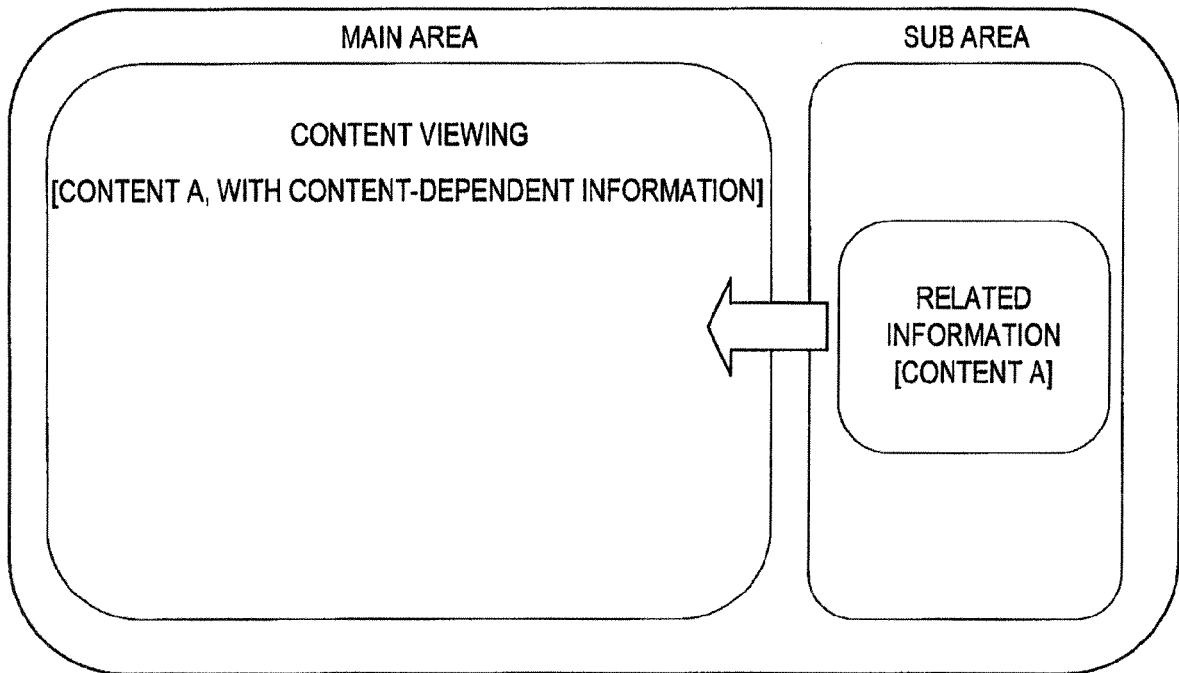 MAIN AREA
SUB AREA
CONTENT VIEWING
[CONTENT A, WITH CONTENT-DEPENDENT INFORMATION]
RELATED
INFORMATION
[CONTENT A]